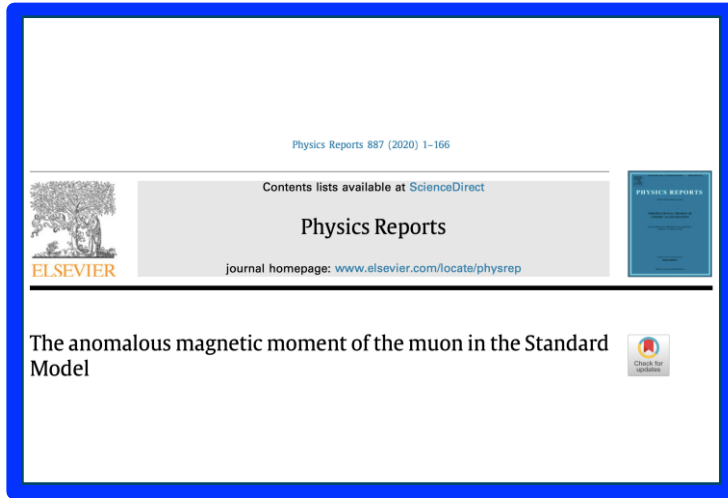 Physics Reports 887 (2020) 1–166
Contents lists available at ScienceDirect
Physics Reports
journal homepage: www.elsevier.com/locate/physrep
ELSEVIER
PHYSICS REPORTS
The anomalous magnetic moment of the muon in the Standard
Model
Check for
updates